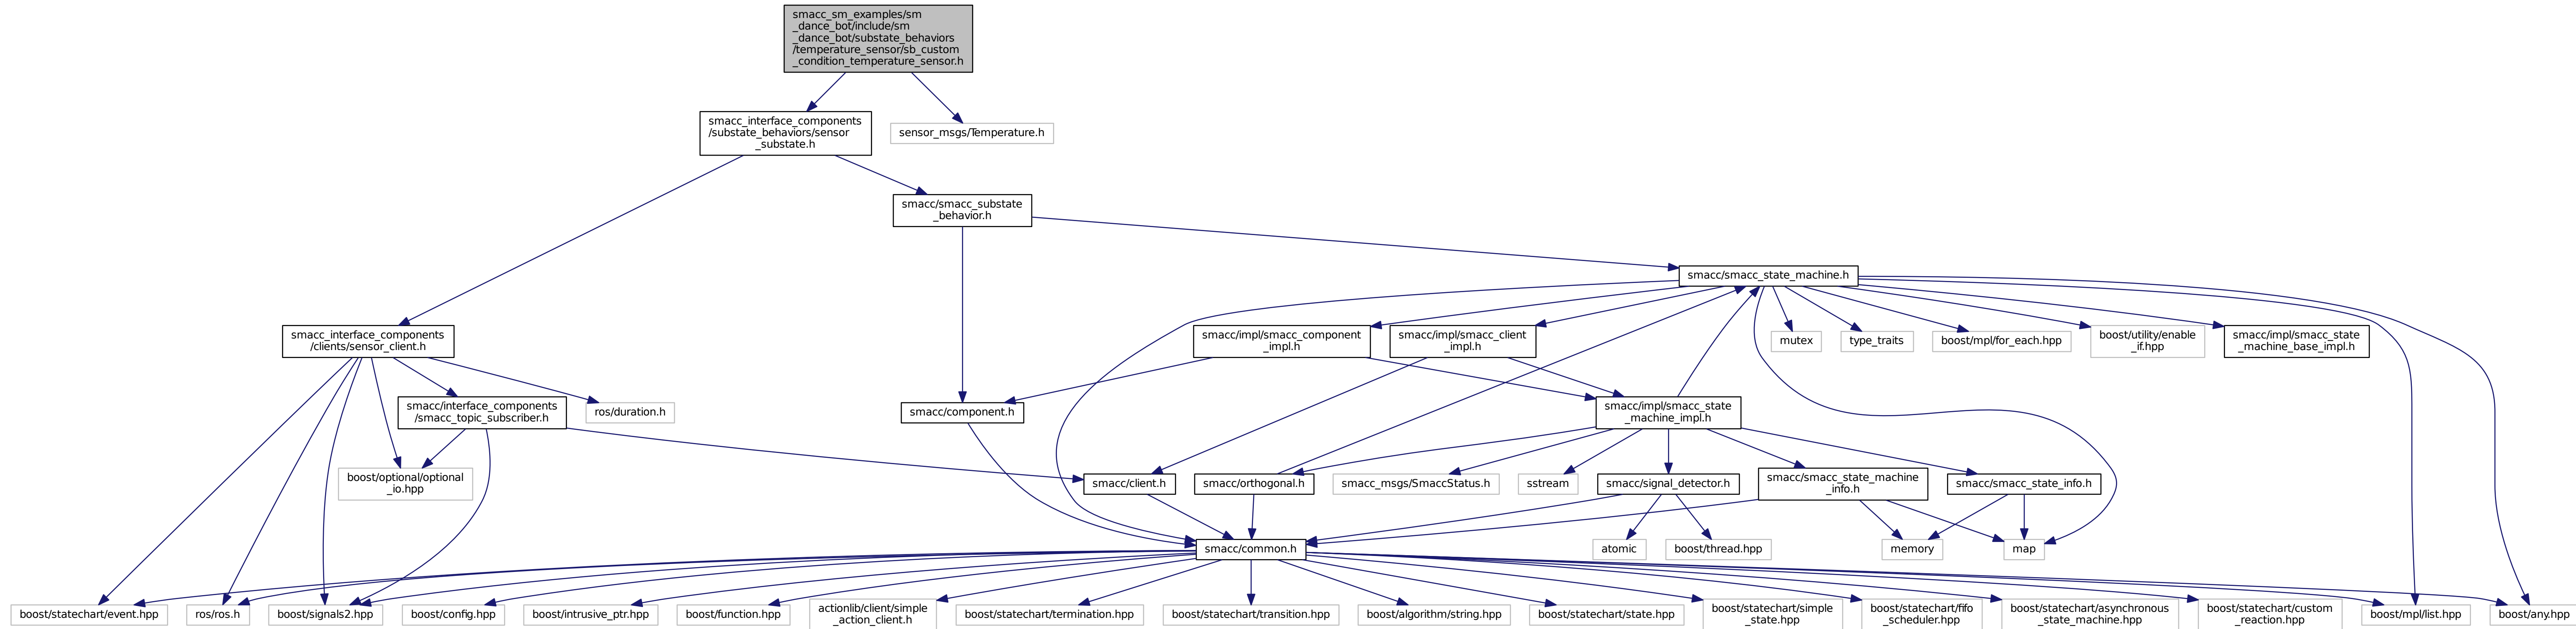 smacc_sm_examples/sm
_dance_bot/include/sm
_dance_bot/substate_behaviors
/temperature_sensor/sb_custom
_condition_temperature_sensor.h
smacc_interface_components
/substate_behaviors/sensor
_substate.h
sensor_msgs/Temperature.h
smacc/smacc_substate
_behavior.h
smacc/smacc_state_machine.h
smacc_interface_components
/clients/sensor_client.h
smacc/impl/smacc_component
_impl.h
smacc/impl/smacc_client
_impl.h
mutex
type_traits
boost/mpl/for_each.hpp
boost/utility/enable
_if.hpp
smacc/impl/smacc_state
_machine_base_impl.h
smacc/interface_components
/smacc_topic_subscriber.h
ros/duration.h
smacc/component.h
smacc/impl/smacc_state
_machine_impl.h
boost/optional/optional
_io.hpp
smacc/client.h
smacc/orthogonal.h
smacc_msgs/SmaccStatus.h
sstream
smacc/signal_detector.h
smacc/smacc_state_machine
_info.h
smacc/smacc_state_info.h
smacc/common.h
atomic
boost/thread.hpp
memory
map
boost/statechart/event.hpp
ros/ros.h
boost/signals2.hpp
boost/config.hpp
boost/intrusive_ptr.hpp
boost/function.hpp
actionlib/client/simple
_action_client.h
boost/statechart/termination.hpp
boost/statechart/transition.hpp
boost/algorithm/string.hpp
boost/statechart/state.hpp
boost/statechart/simple
_state.hpp
boost/statechart/fifo
_scheduler.hpp
boost/statechart/asynchronous
_state_machine.hpp
boost/statechart/custom
_reaction.hpp
boost/mpl/list.hpp
boost/any.hpp